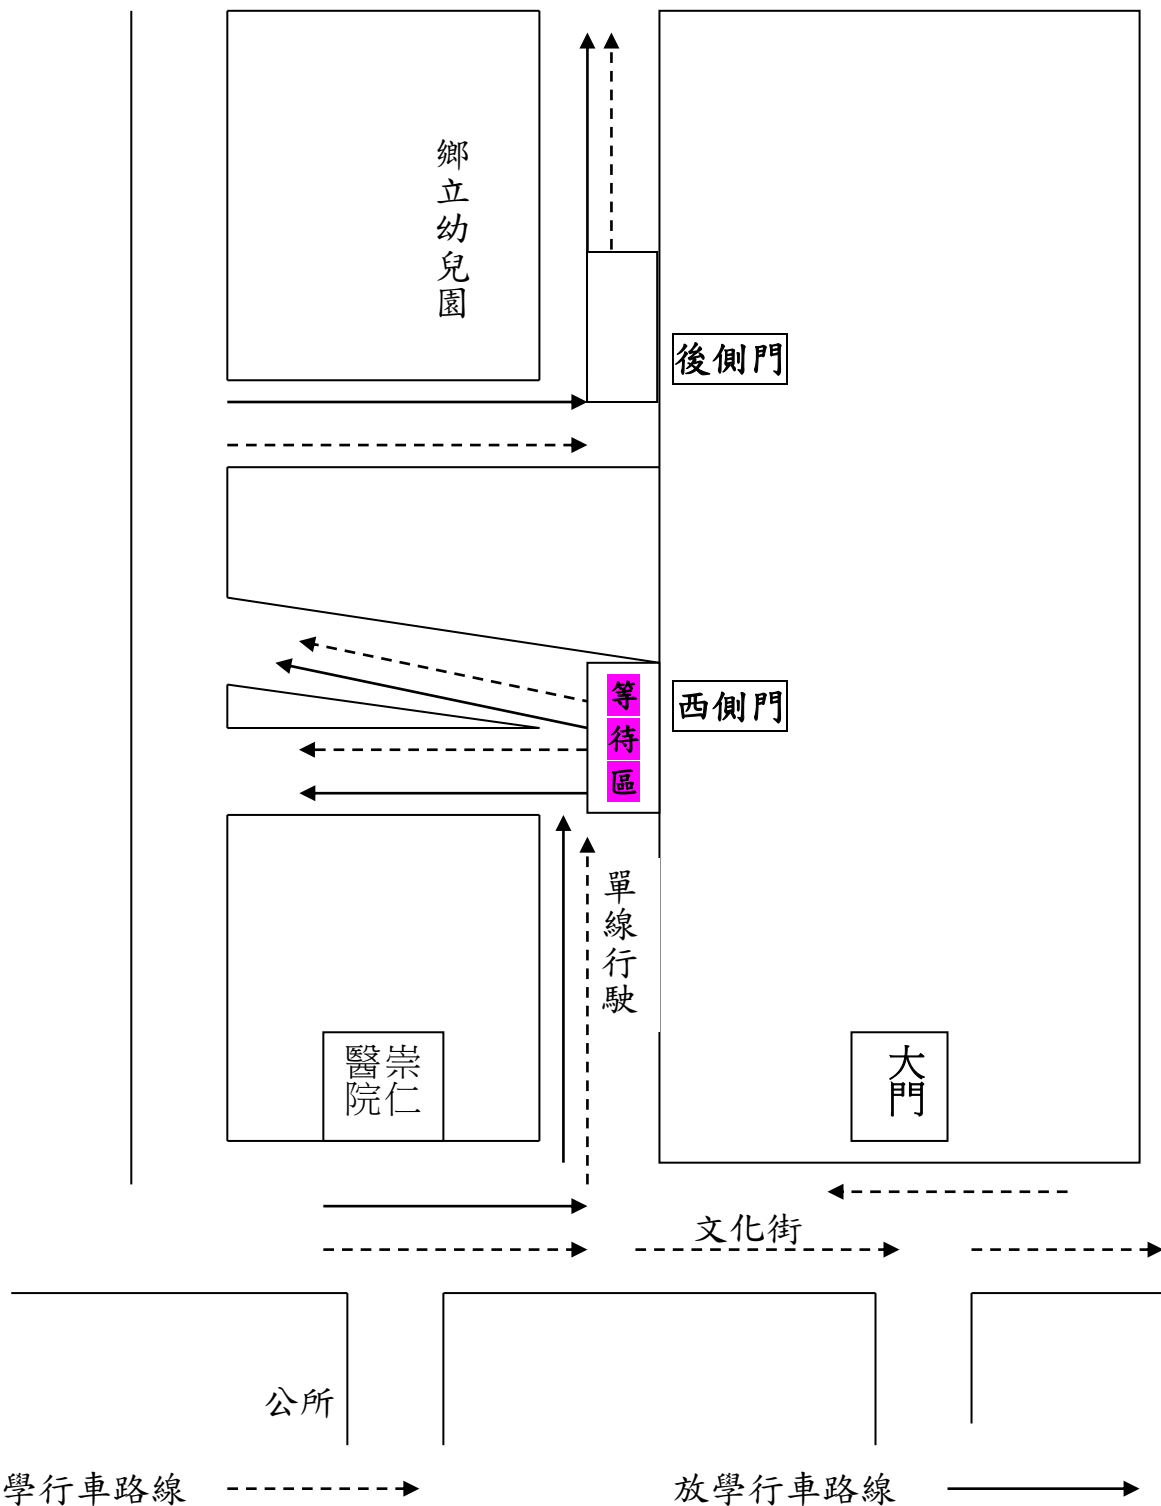 鄉立幼兒園
後側門
西側門
等待區
單線行駛
崇仁
醫院
大門
文化街
公所
學行車路線
放學行車路線